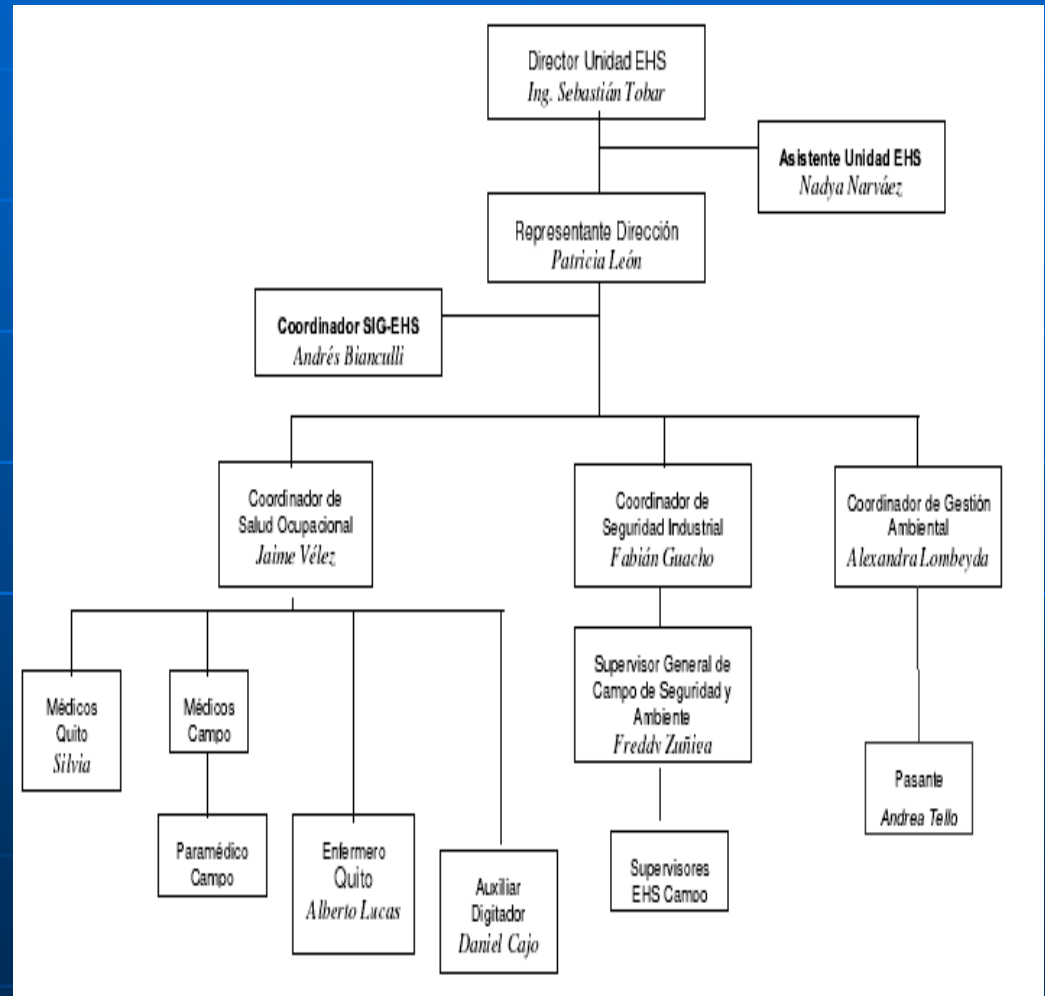 Director Unidad EHS
Ing. Sebastián Tobar
Asistente Unidad EHS
Nadya Narváez
Representante Dirección
Patricia León
Coordinador SIG-EHS
Andrés Bianculli
Coordinador de
Salud Ocupacional
Jaime Vélez
Coordinador de
Seguridad Industrial
Fabián Guacho
Coordinador de Gestión
Ambiental
Alexandra Lombeyda
Médicos
Quito
Silvia
Médicos
Campo
Supervisor General de
Campo de Seguridad y
Ambiente
Freddy Zuñiga
Pasante
Andrea Tello
Paramédico
Campo
Enfermero
Quito
Alberto Lucas
Auxiliar
Digitador
Daniel Cajo
Supervisores
EHS Campo